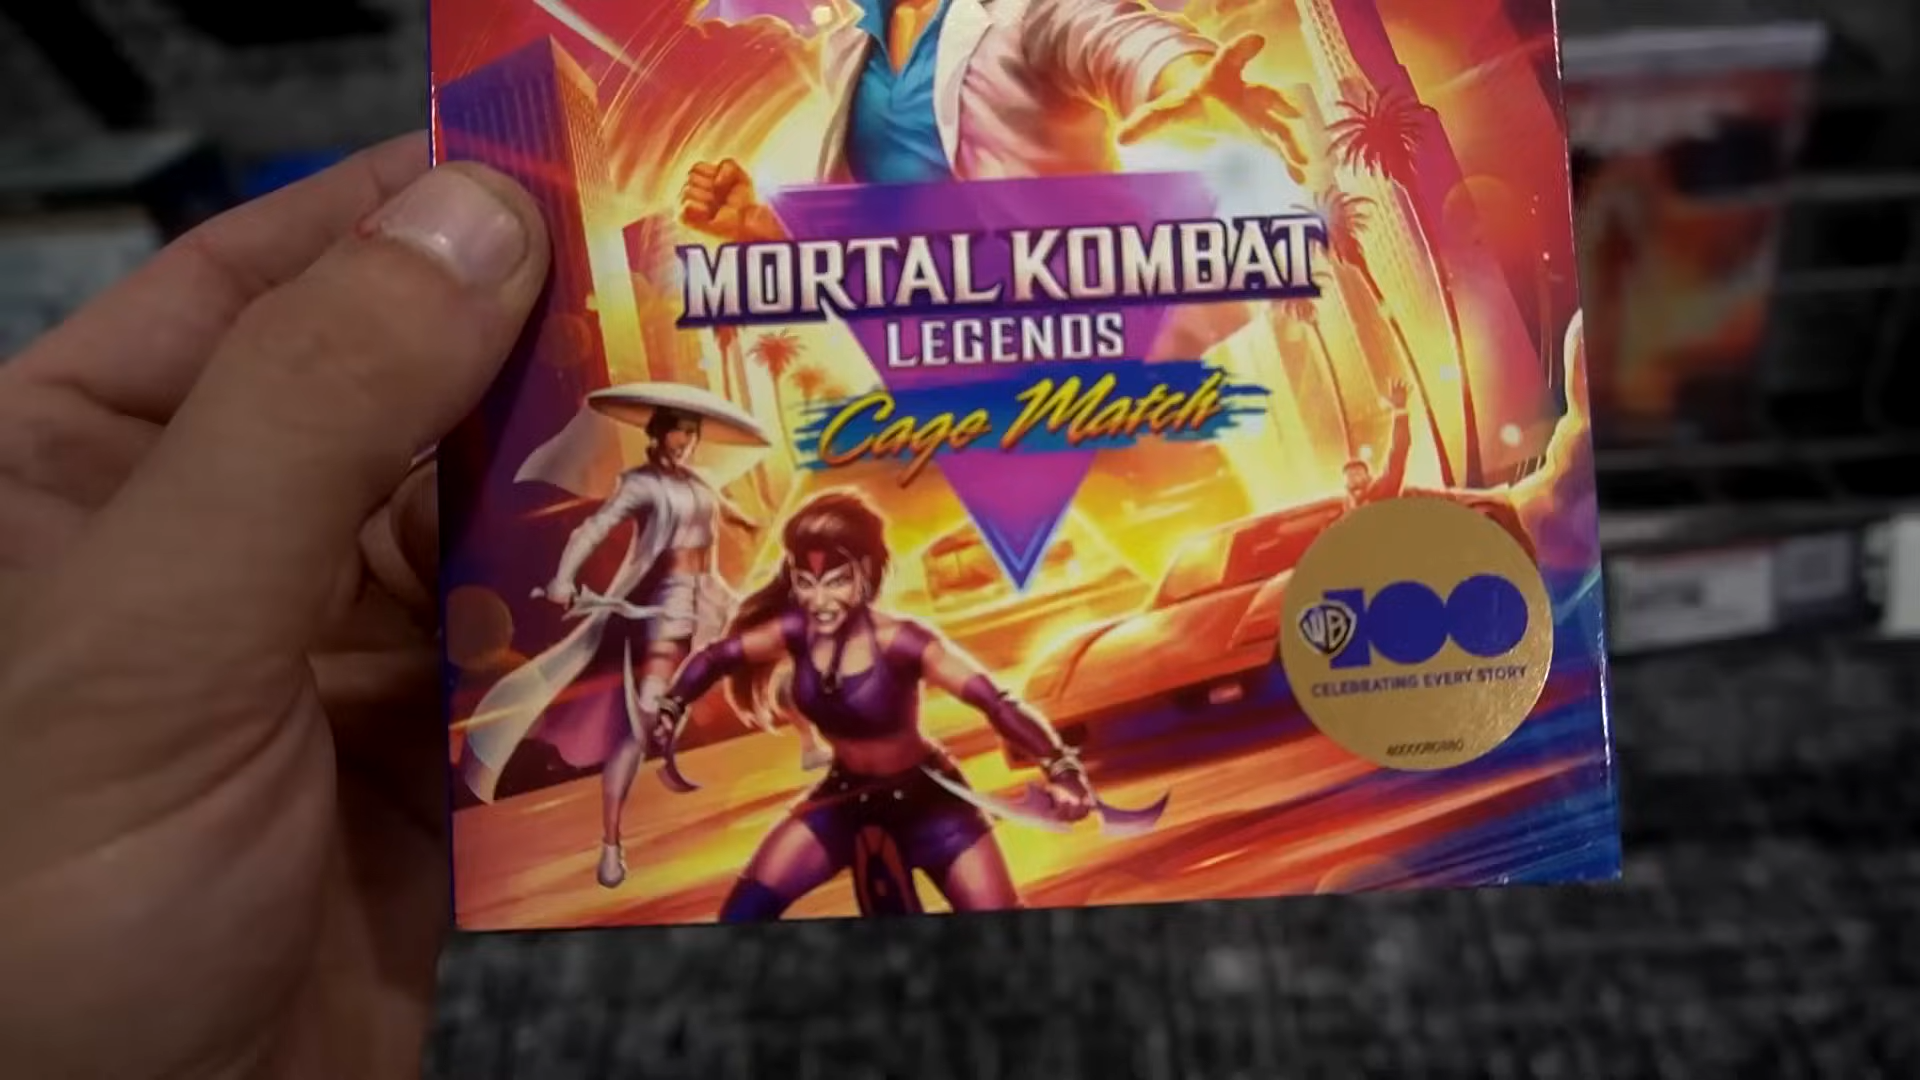 MORTAL KOMBAT
LEGENDS
Cage Match
WB 100
CELEBRATING EVERY STORY